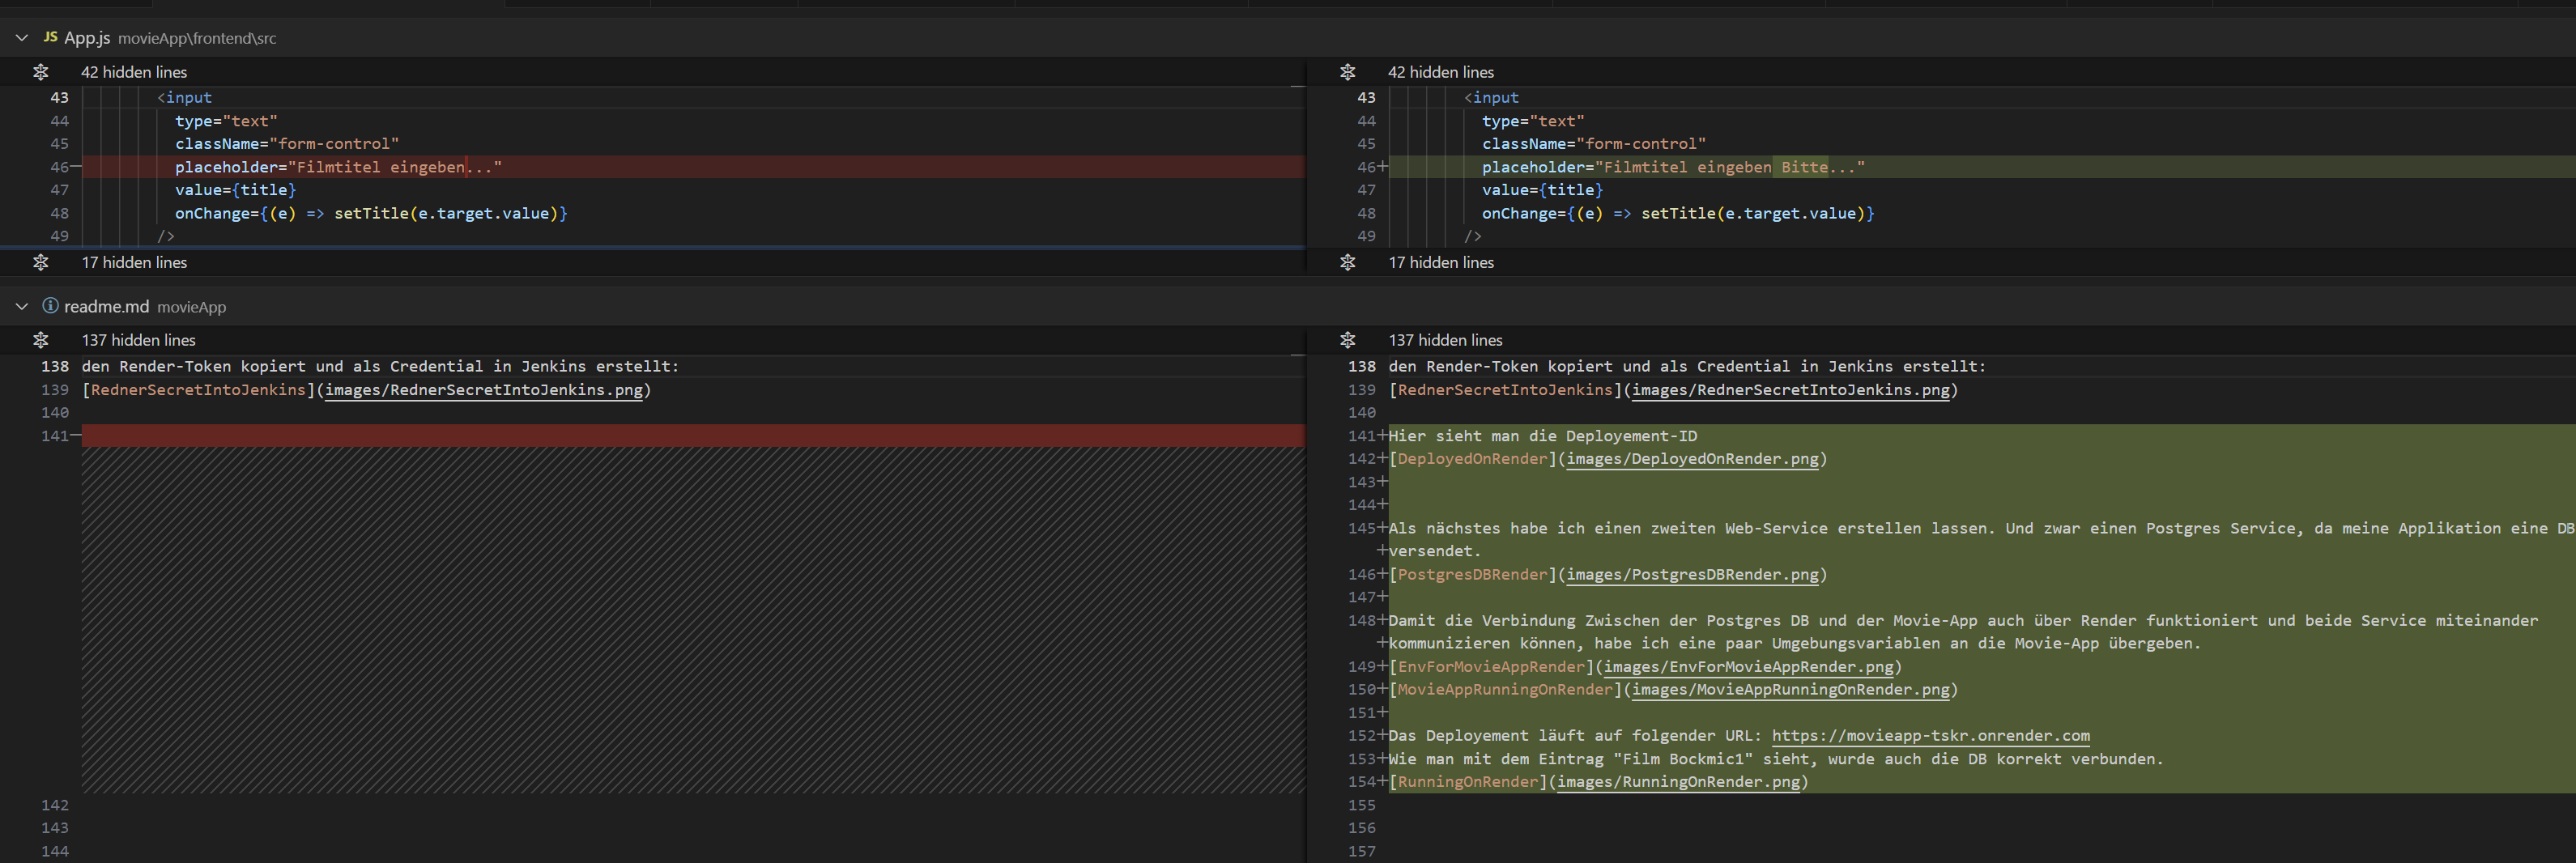 JS App.js movieApp\frontend\src
42 hidden lines
43 <input
44 type="text"
45 className="form-control"
46— placeholder="Filmtitel eingeben..."
47 value={title}
48 onChange={(e) => setTitle(e.target.value)}
49 />
17 hidden lines
42 hidden lines
43 <input
44 type="text"
45 className="form-control"
46+ placeholder="Filmtitel eingeben Bitte..."
47 value={title}
48 onChange={(e) => setTitle(e.target.value)}
49 />
17 hidden lines
readme.md movieApp
137 hidden lines
138 den Render-Token kopiert und als Credential in Jenkins erstellt:
139 [RednerSecretIntoJenkins](images/RednerSecretIntoJenkins.png)
140
141—
142
143
144
137 hidden lines
138 den Render-Token kopiert und als Credential in Jenkins erstellt:
139 [RednerSecretIntoJenkins](images/RednerSecretIntoJenkins.png)
140
141+Hier sieht man die Deployement-ID
142+[DeployedOnRender](images/DeployedOnRender.png)
143+
144+
145+Als nächstes habe ich einen zweiten Web-Service erstellen lassen. Und zwar einen Postgres Service, da meine Applikation eine DB
+versendet.
146+[PostgresDBRender](images/PostgresDBRender.png)
147+
148+Damit die Verbindung Zwischen der Postgres DB und der Movie-App auch über Render funktioniert und beide Service miteinander
+kommunizieren können, habe ich eine paar Umgebungsvariablen an die Movie-App übergeben.
149+[EnvForMovieAppRender](images/EnvForMovieAppRender.png)
150+[MovieAppRunningOnRender](images/MovieAppRunningOnRender.png)
151+
152+Das Deployement läuft auf folgender URL: https://movieapp-tskr.onrender.com
153+Wie man mit dem Eintrag "Film Bockmic1" sieht, wurde auch die DB korrekt verbunden.
154+[RunningOnRender](images/RunningOnRender.png)
155
156
157